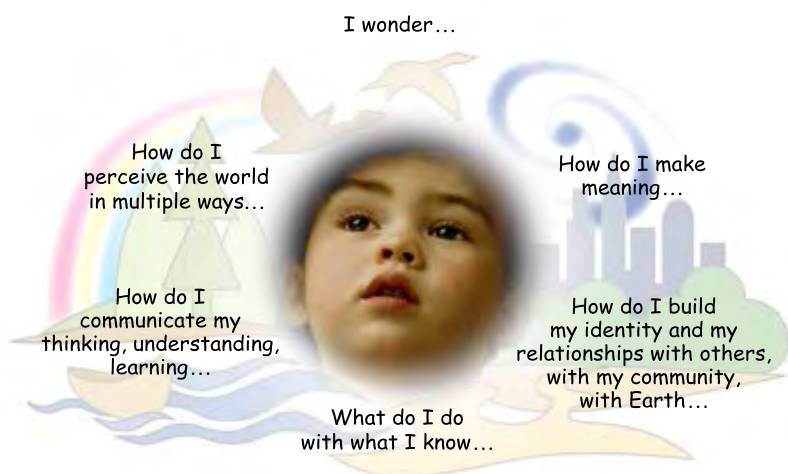 I wonder…
How do I
perceive the world
in multiple ways…
How do I make
meaning…
How do I
communicate my
thinking, understanding,
learning…
How do I build
my identity and my
relationships with others,
with my community,
with Earth…
What do I do
with what I know…